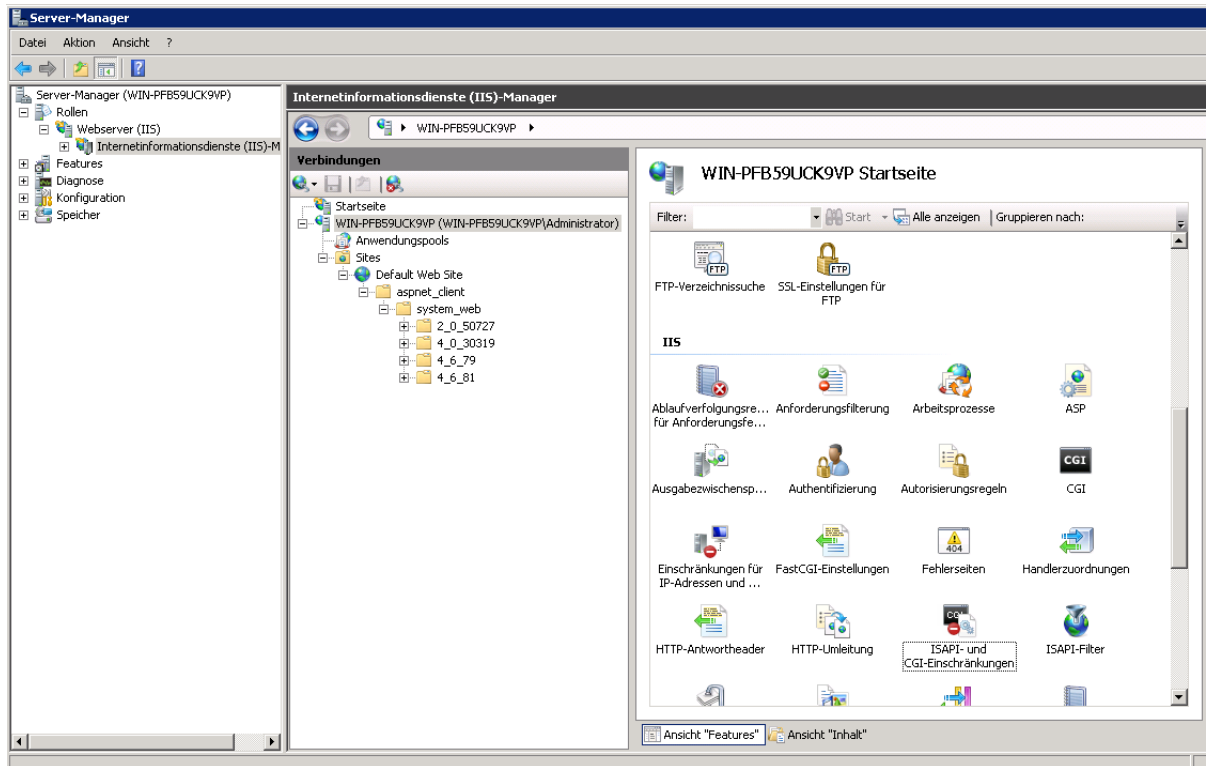 Server-Manager
Datei Aktion Ansicht ?
Server-Manager (WIN-PFB59UCK9VP)
Rollen
Webserver (IIS)
Internetinformationsdienste (IIS)-M
Features
Diagnose
Konfiguration
Speicher
Internetinformationsdienste (IIS)-Manager
WIN-PFB59UCK9VP
Verbindungen
Startseite
WIN-PFB59UCK9VP (WIN-PFB59UCK9VP\Administrator)
Anwendungspools
Sites
Default Web Site
aspnet_client
system_web
2_0_50727
4_0_30319
4_6_79
4_6_81
WIN-PFB59UCK9VP Startseite
Filter: Start Alle anzeigen Gruppieren nach:
FTP FTP
FTP-Verzeichnissuche SSL-Einstellungen für
FTP
IIS
Ablaufverfolgungsre... Anforderungsfilterung Arbeitsprozesse ASP
für Anforderungsfe...
CGI
Ausgabezwischensp... Authentifizierung Autorisierungsregeln CGI
404
Einschränkungen für FastCGI-Einstellungen Fehlerseiten Handlerzuordnungen
IP-Adressen und ...
HTTP-Antwortheader HTTP-Umleitung ISAPI- und ISAPI-Filter
CGI-Einschränkungen
Ansicht "Features" Ansicht "Inhalt"